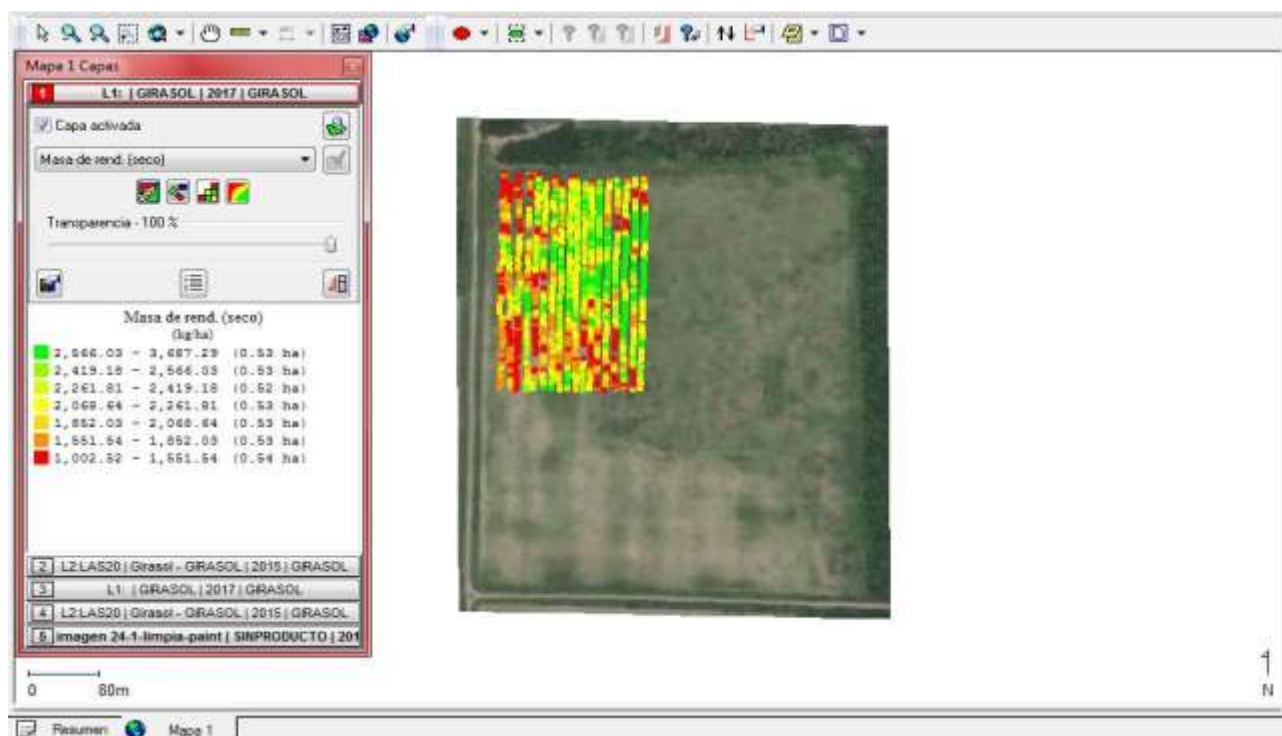 Mapa 1 Capas
1 L1: | GIRASOL | 2017 | GIRASOL
Capa activada
Masa de rend. (seco)
Transparencia - 100 %
Masa de rend. (seco)
(kg/ha)
2,566.03 - 3,687.29 (0.53 ha)
2,419.18 - 2,566.03 (0.53 ha)
2,261.81 - 2,419.18 (0.52 ha)
2,068.64 - 2,261.81 (0.53 ha)
1,852.03 - 2,068.64 (0.53 ha)
1,551.54 - 1,852.03 (0.53 ha)
1,002.52 - 1,551.54 (0.54 ha)
2 L2:LAS20 | Girasol - GIRASOL | 2015 | GIRASOL
3 L1: | GIRASOL | 2017 | GIRASOL
4 L2:LAS20 | Girasol - GIRASOL | 2015 | GIRASOL
5 imagen 24-1-limpia-paint | SINPRODUCTO | 201
0 80m
N
Resumen Mapa 1